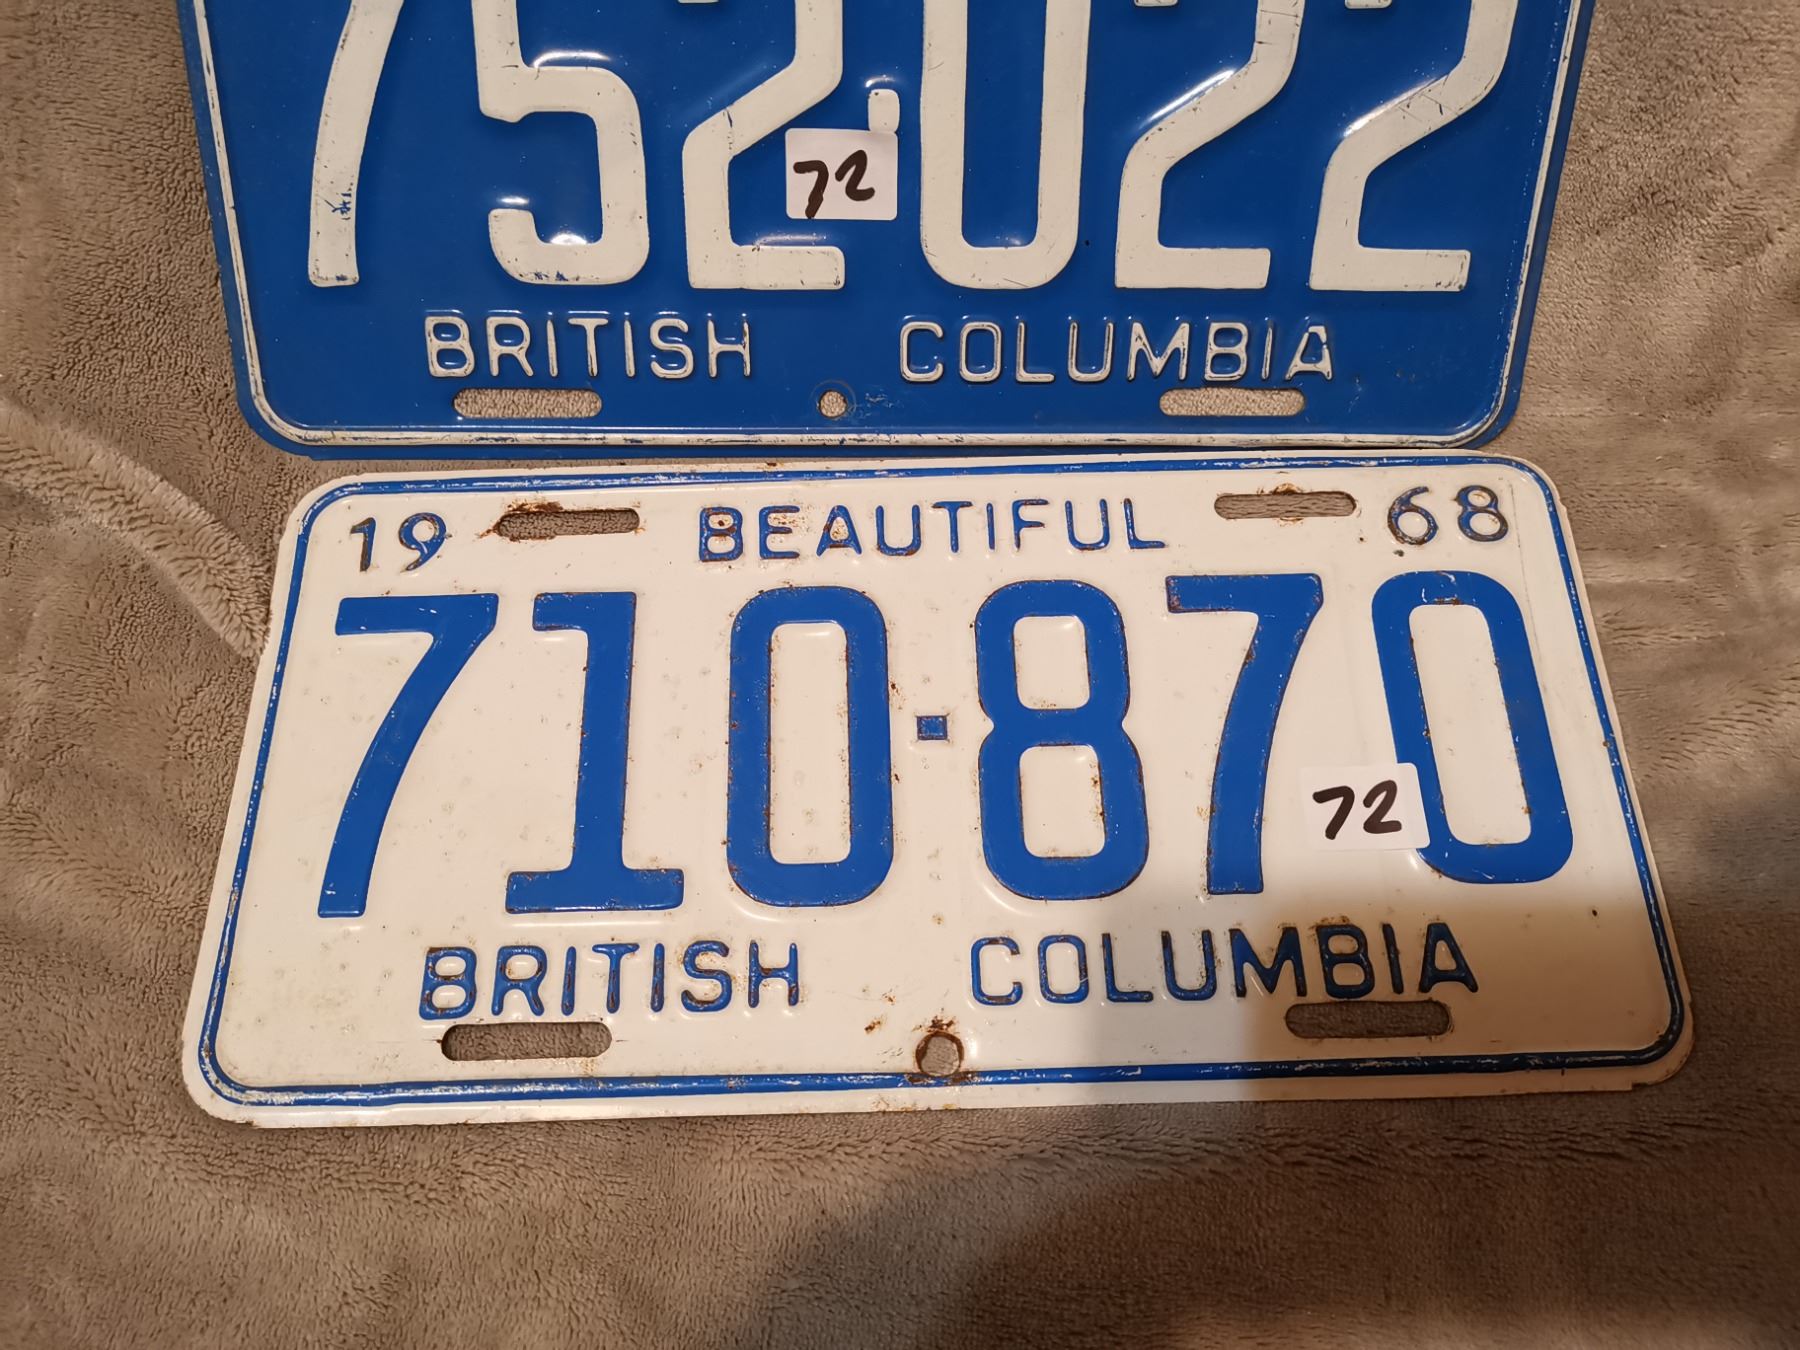 752-022
72
BRITISH COLUMBIA
19 BEAUTIFUL 68
710-870
72
BRITISH COLUMBIA